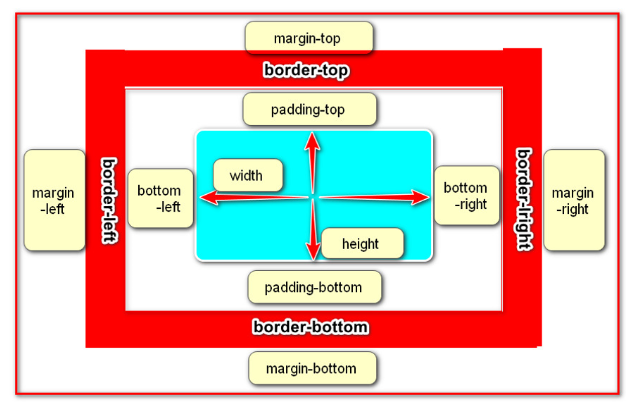 margin-top
border-top
padding-top
margin
-left
border-left
bottom
-left
width
height
bottom
-right
border-lright
margin
-right
padding-bottom
border-bottom
margin-bottom